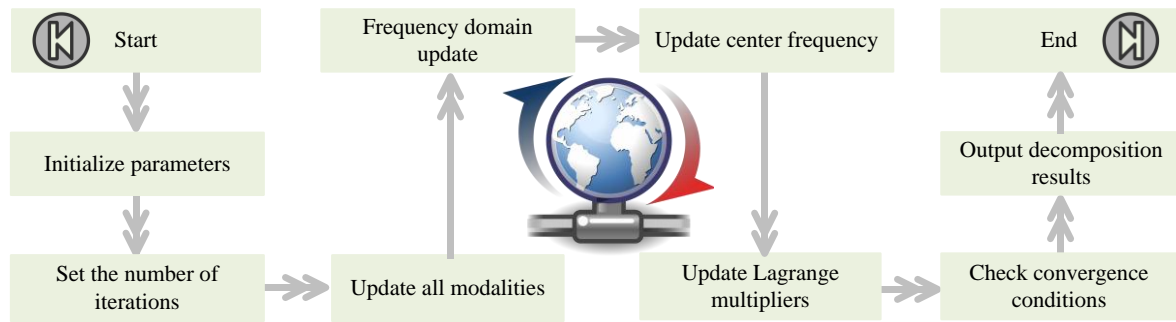 Start
Initialize parameters
Set the number of
iterations
Update all modalities
Frequency domain
update
Update center frequency
Update Lagrange
multipliers
Check convergence
conditions
Output decomposition
results
End